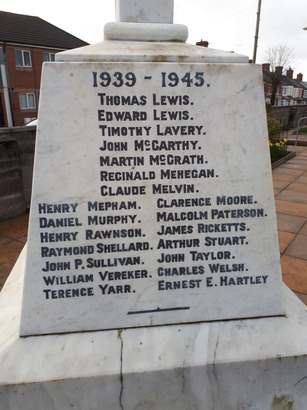 1939 - 1945.
THOMAS LEWIS.
EDWARD LEWIS.
TIMOTHY LAVERY.
JOHN McCARTHY.
MARTIN McGRATH.
REGINALD MEHEGAN.
CLAUDE MELVIN.
HENRY MEPHAM. CLARENCE MOORE.
DANIEL MURPHY. MALCOLM PATERSON.
HENRY RAWNSON. JAMES RICKETTS.
RAYMOND SHELLARD. ARTHUR STUART.
JOHN P. SULLIVAN. JOHN TAYLOR.
WILLIAM VEREKER. CHARLES WELSH.
TERENCE YARR. ERNEST E. HARTLEY